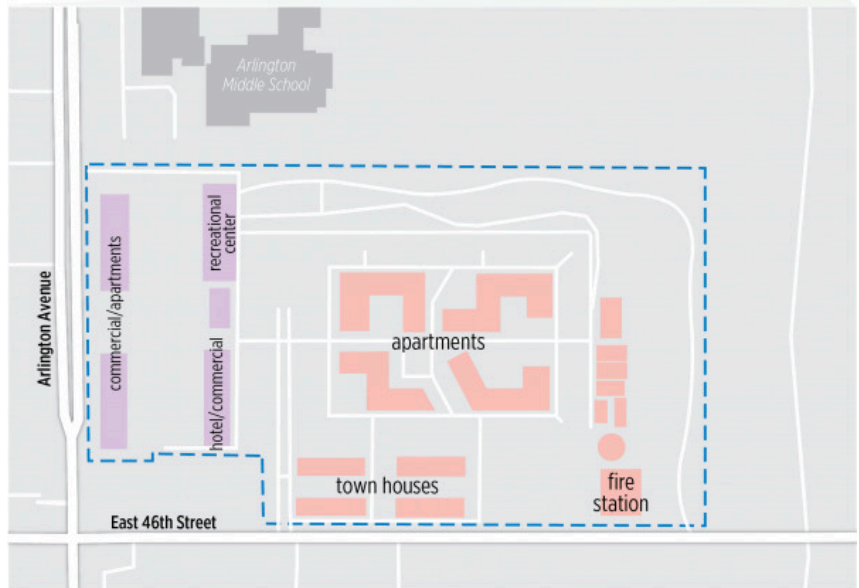 Arlington
Middle School
recreational
center
commercial/apartments
Arlington Avenue
apartments
hotel/commercial
town houses
fire
station
East 46th Street